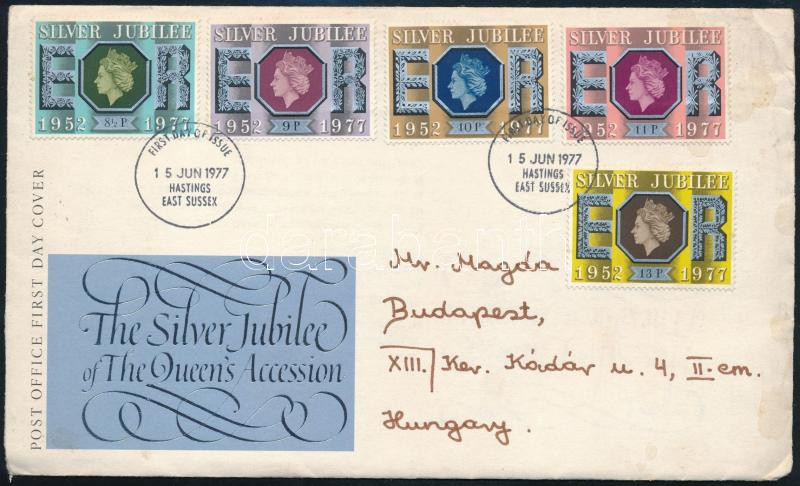 SILVER JUBILEE
E R
1952 8½P 1977
SILVER JUBILEE
E R
1952 9P 1977
SILVER JUBILEE
E R
1952 10P 1977
SILVER JUBILEE
E R
1952 11P 1977
FIRST DAY OF ISSUE
15 JUN 1977
HASTINGS
EAST SUSSEX
FIRST DAY OF ISSUE
15 JUN 1977
HASTINGS
EAST SUSSEX
SILVER JUBILEE
E R
1952 13P 1977
POST OFFICE FIRST DAY COVER
The Silver Jubilee
of The Queen's Accession
Mr. Magda
Budapest,
XIII. Ker. Kádár u. 4, II. em.
Hungary.